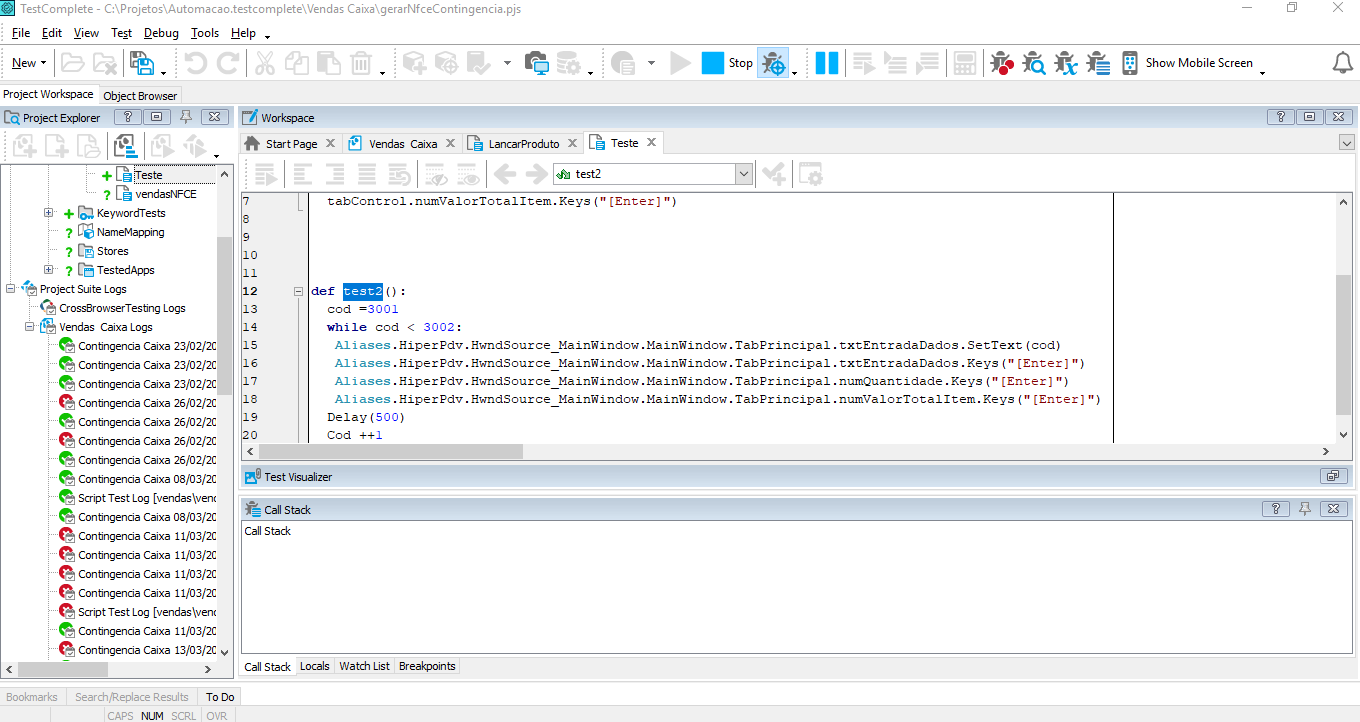 TestComplete - C:\Projetos\Automacao.testcomplete\Vendas Caixa\gerarNfceContingencia.pjs
File Edit View Test Debug Tools Help
New Stop Show Mobile Screen
Project Workspace Object Browser
Project Explorer
Teste
vendasNFCE
KeywordTests
NameMapping
Stores
TestedApps
Project Suite Logs
CrossBrowserTesting Logs
Vendas Caixa Logs
Contingencia Caixa 23/02/20
Contingencia Caixa 23/02/20
Contingencia Caixa 23/02/20
Contingencia Caixa 26/02/20
Contingencia Caixa 26/02/20
Contingencia Caixa 26/02/20
Contingencia Caixa 26/02/20
Contingencia Caixa 08/03/20
Script Test Log [vendas\vend
Contingencia Caixa 08/03/20
Contingencia Caixa 11/03/20
Contingencia Caixa 11/03/20
Contingencia Caixa 11/03/20
Contingencia Caixa 11/03/20
Script Test Log [vendas\vend
Contingencia Caixa 11/03/20
Contingencia Caixa 13/03/20
Workspace
Start Page Vendas Caixa LancarProduto Teste
test2
7 tabControl.numValorTotalItem.Keys("[Enter]")
8
9
10
11
12 def test2():
13 cod =3001
14 while cod < 3002:
15 Aliases.HiperPdv.HwndSource_MainWindow.MainWindow.TabPrincipal.txtEntradaDados.SetText(cod)
16 Aliases.HiperPdv.HwndSource_MainWindow.MainWindow.TabPrincipal.txtEntradaDados.Keys("[Enter]")
17 Aliases.HiperPdv.HwndSource_MainWindow.MainWindow.TabPrincipal.numQuantidade.Keys("[Enter]")
18 Aliases.HiperPdv.HwndSource_MainWindow.MainWindow.TabPrincipal.numValorTotalItem.Keys("[Enter]")
19 Delay(500)
20 Cod ++1
Test Visualizer
Call Stack
Call Stack
Call Stack Locals Watch List Breakpoints
Bookmarks Search/Replace Results To Do
CAPS NUM SCRL OVR